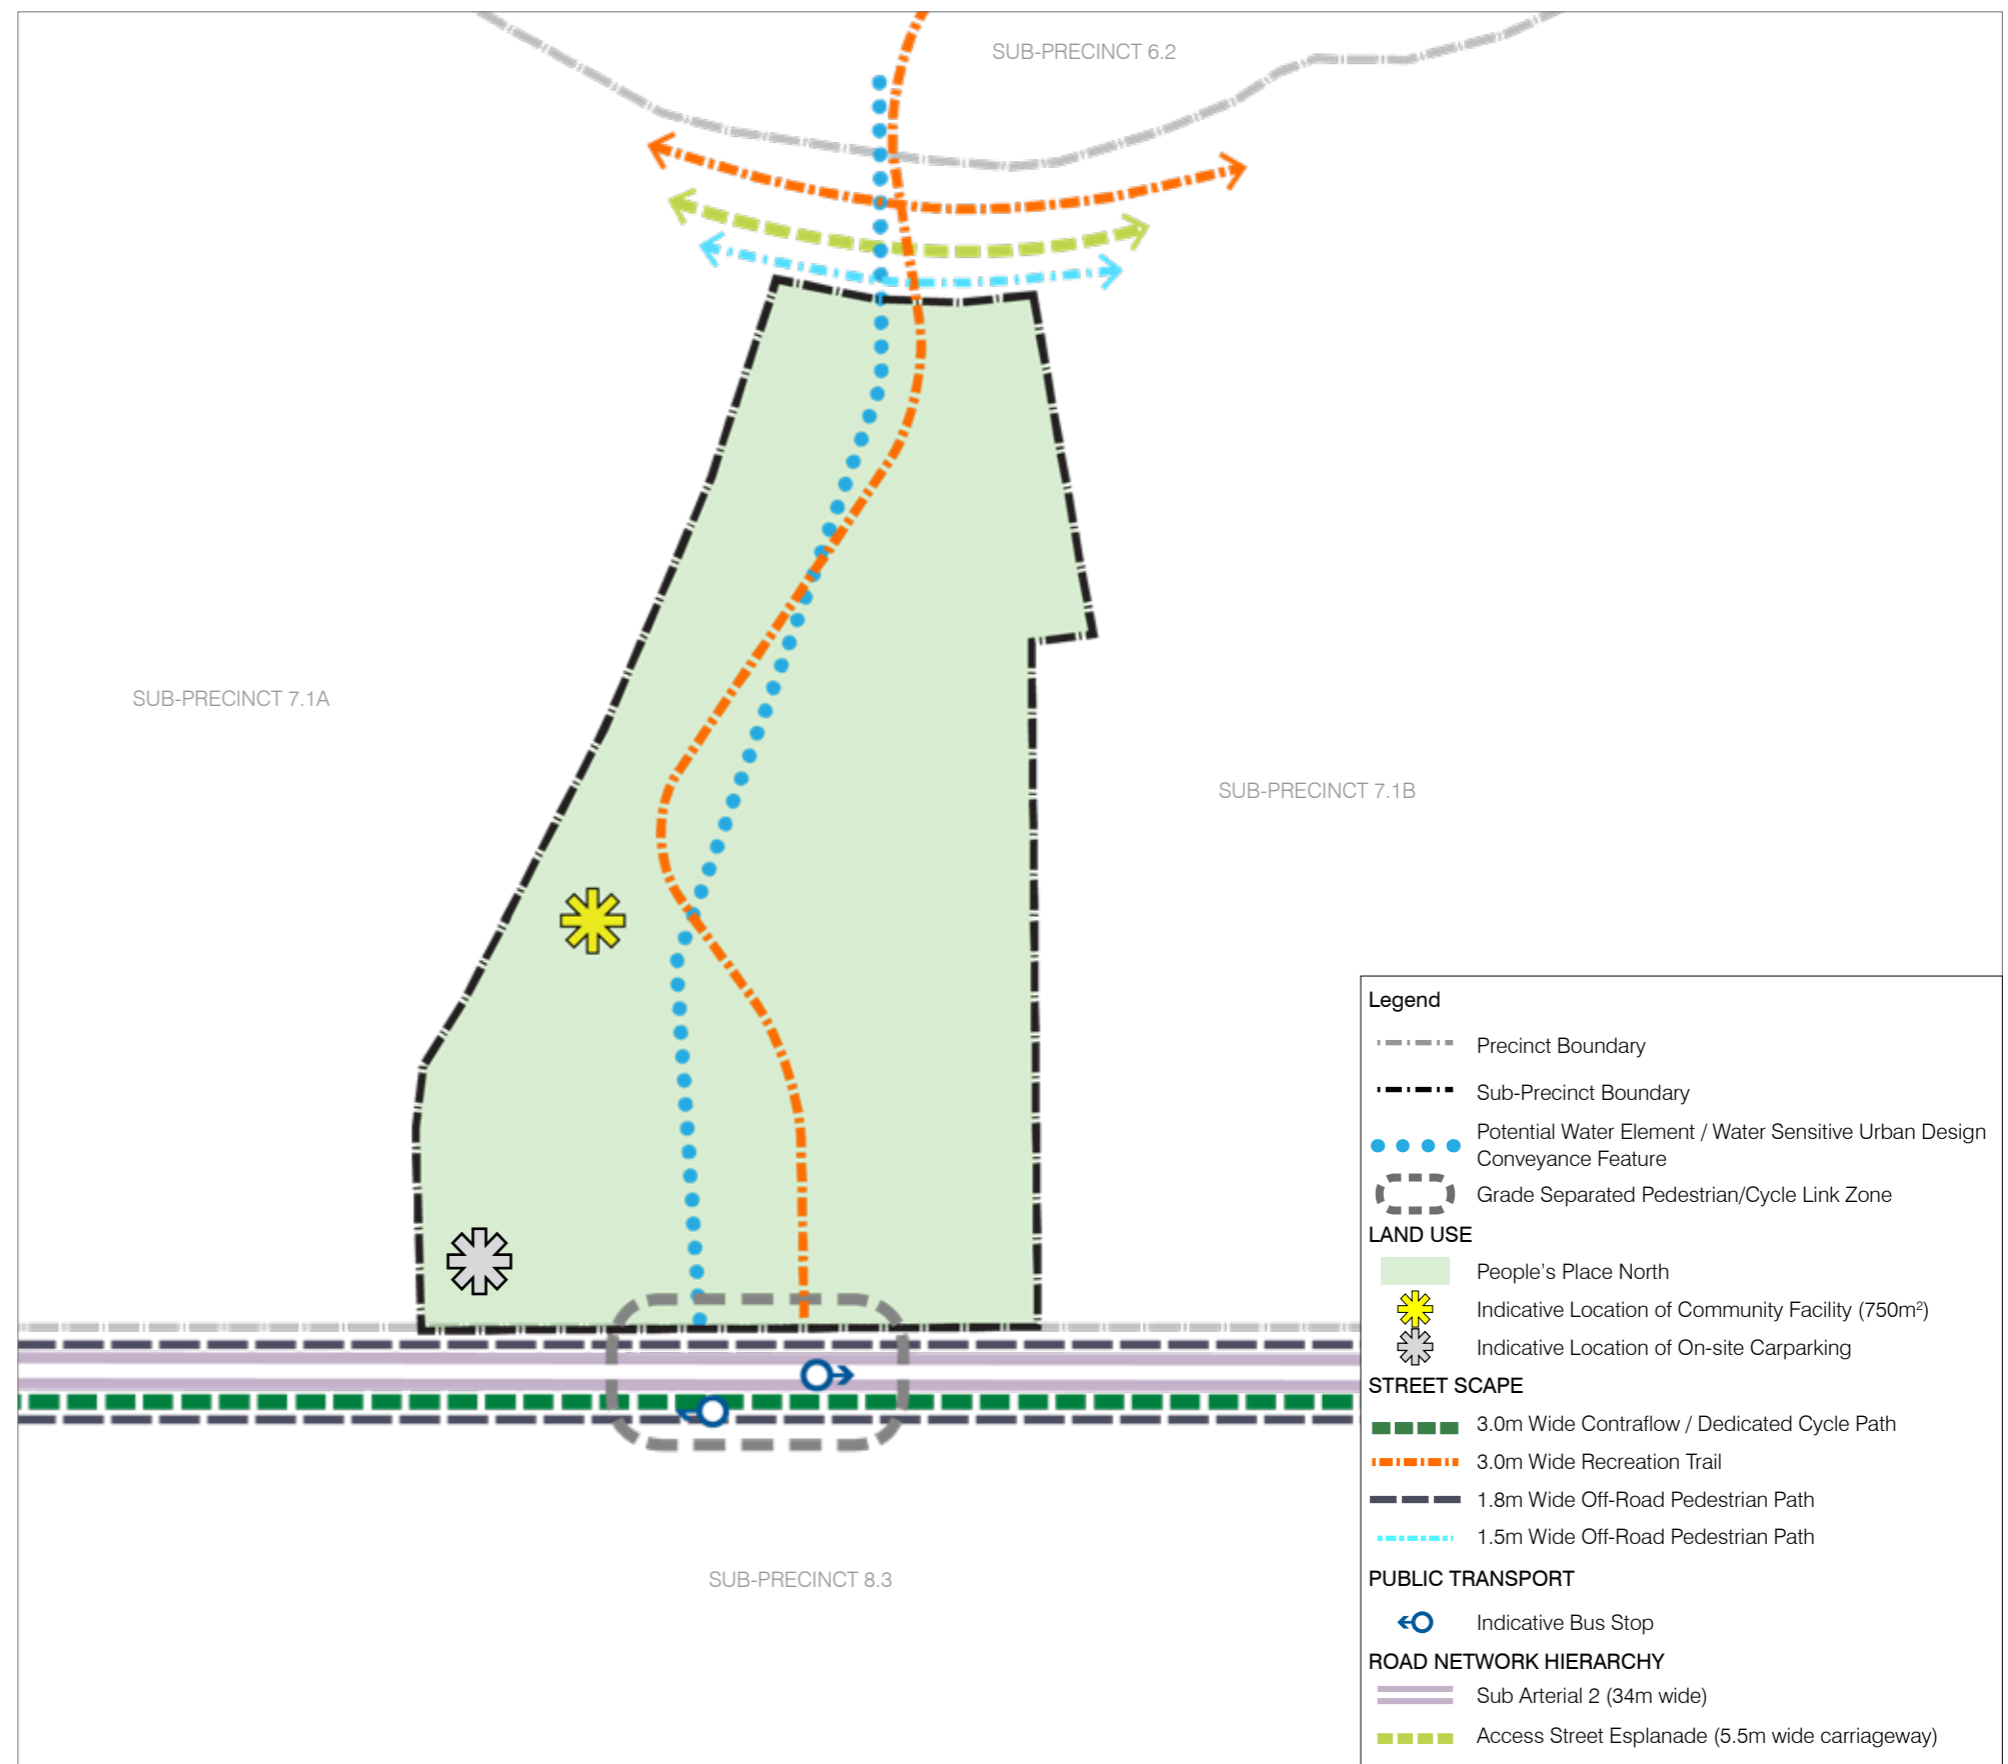 SUB-PRECINCT 6.2
SUB-PRECINCT 7.1A
SUB-PRECINCT 7.1B
SUB-PRECINCT 8.3
Legend
Precinct Boundary
Sub-Precinct Boundary
Potential Water Element / Water Sensitive Urban Design
Conveyance Feature
Grade Separated Pedestrian/Cycle Link Zone
LAND USE
People's Place North
Indicative Location of Community Facility (750m²)
Indicative Location of On-site Carparking
STREET SCAPE
3.0m Wide Contraflow / Dedicated Cycle Path
3.0m Wide Recreation Trail
1.8m Wide Off-Road Pedestrian Path
1.5m Wide Off-Road Pedestrian Path
PUBLIC TRANSPORT
Indicative Bus Stop
ROAD NETWORK HIERARCHY
Sub Arterial 2 (34m wide)
Access Street Esplanade (5.5m wide carriageway)